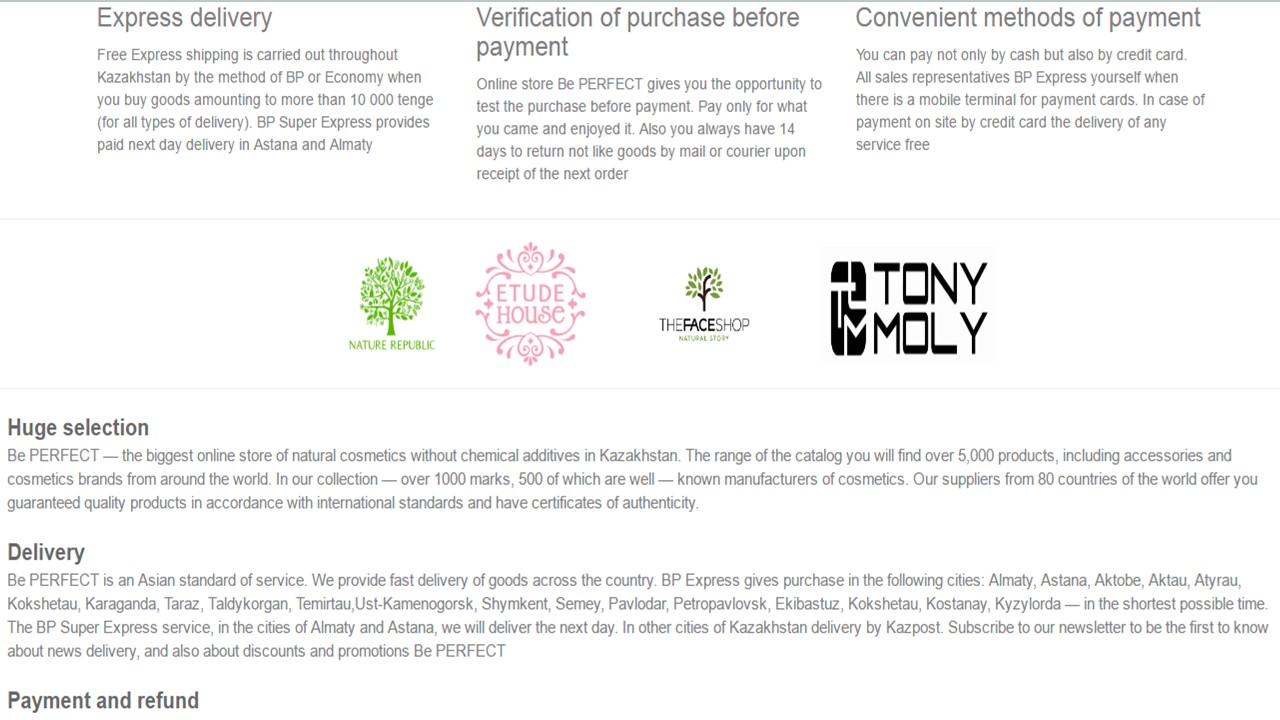 Express delivery
Free Express shipping is carried out throughout
Kazakhstan by the method of BP or Economy when
you buy goods amounting to more than 10 000 tenge
(for all types of delivery). BP Super Express provides
paid next day delivery in Astana and Almaty
Verification of purchase before
payment
Online store Be PERFECT gives you the opportunity to
test the purchase before payment. Pay only for what
you came and enjoyed it. Also you always have 14
days to return not like goods by mail or courier upon
receipt of the next order
Convenient methods of payment
You can pay not only by cash but also by credit card.
All sales representatives BP Express yourself when
there is a mobile terminal for payment cards. In case of
payment on site by credit card the delivery of any
service free
NATURE REPUBLIC
ETUDE
HOUSE
THEFACESHOP
NATURAL STORY
TONY
MOLY
Huge selection
Be PERFECT — the biggest online store of natural cosmetics without chemical additives in Kazakhstan. The range of the catalog you will find over 5,000 products, including accessories and
cosmetics brands from around the world. In our collection — over 1000 marks, 500 of which are well — known manufacturers of cosmetics. Our suppliers from 80 countries of the world offer you
guaranteed quality products in accordance with international standards and have certificates of authenticity.
Delivery
Be PERFECT is an Asian standard of service. We provide fast delivery of goods across the country. BP Express gives purchase in the following cities: Almaty, Astana, Aktobe, Aktau, Atyrau,
Kokshetau, Karaganda, Taraz, Taldykorgan, Temirtau,Ust-Kamenogorsk, Shymkent, Semey, Pavlodar, Petropavlovsk, Ekibastuz, Kokshetau, Kostanay, Kyzylorda — in the shortest possible time.
The BP Super Express service, in the cities of Almaty and Astana, we will deliver the next day. In other cities of Kazakhstan delivery by Kazpost. Subscribe to our newsletter to be the first to know
about news delivery, and also about discounts and promotions Be PERFECT
Payment and refund